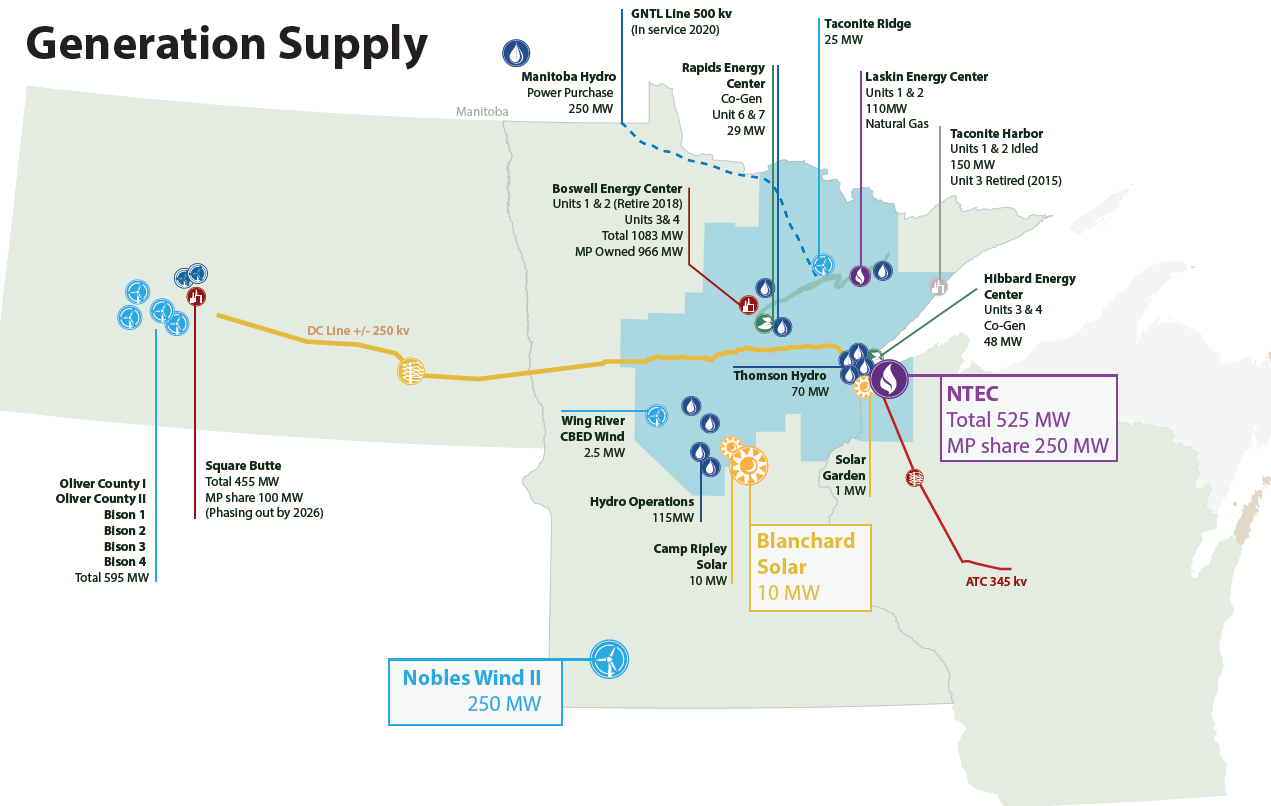 Generation Supply
GNTL Line 500 kv
(In service 2020)
Manitoba Hydro
Power Purchase
250 MW
Manitoba
Rapids Energy
Center
Co-Gen
Unit 6 & 7
29 MW
Taconite Ridge
25 MW
Laskin Energy Center
Units 1 & 2
110MW
Natural Gas
Taconite Harbor
Units 1 & 2 Idled
150 MW
Unit 3 Retired (2015)
Boswell Energy Center
Units 1 & 2 (Retire 2018)
Units 3& 4
Total 1083 MW
MP Owned 966 MW
Hibbard Energy
Center
Units 3 & 4
Co-Gen
48 MW
DC Line +/- 250 kv
Thomson Hydro
70 MW
NTEC
Total 525 MW
MP share 250 MW
Wing River
CBED Wind
2.5 MW
Solar
Garden
1 MW
Square Butte
Total 455 MW
MP share 100 MW
(Phasing out by 2026)
Oliver County I
Oliver County II
Bison 1
Bison 2
Bison 3
Bison 4
Total 595 MW
Hydro Operations
115MW
Camp Ripley
Solar
10 MW
Blanchard
Solar
10 MW
ATC 345 kv
Nobles Wind II
250 MW